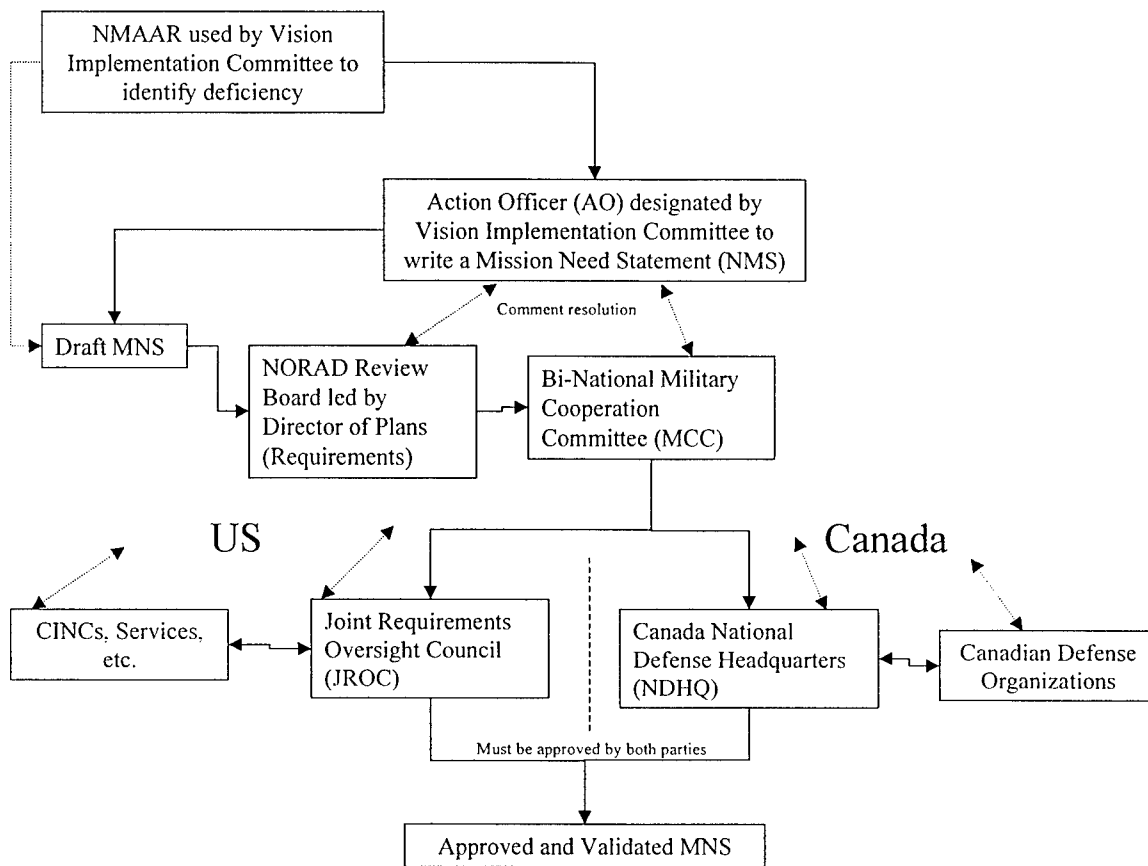 NMAAR used by Vision
Implementation Committee to
identify deficiency
Action Officer (AO) designated by
Vision Implementation Committee to
write a Mission Need Statement (NMS)
Comment resolution
Draft MNS
NORAD Review
Board led by
Director of Plans
(Requirements)
Bi-National Military
Cooperation
Committee (MCC)
US
Canada
CINCs, Services,
etc.
Joint Requirements
Oversight Council
(JROC)
Canada National
Defense Headquarters
(NDHQ)
Canadian Defense
Organizations
Must be approved by both parties
Approved and Validated MNS